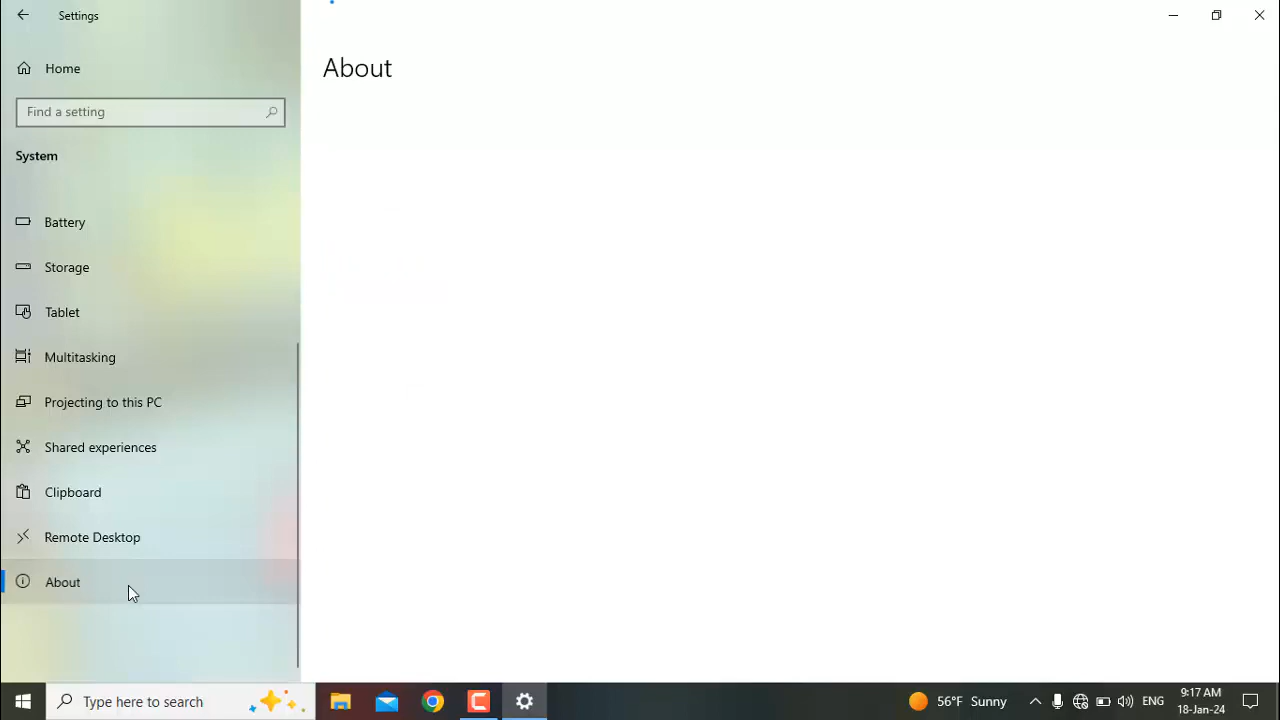 Settings
Home
Find a setting
System
Battery
Storage
Tablet
Multitasking
Projecting to this PC
Shared experiences
Clipboard
Remote Desktop
About
About
Type here to search
56°F Sunny
ENG
9:17 AM
18-Jan-24